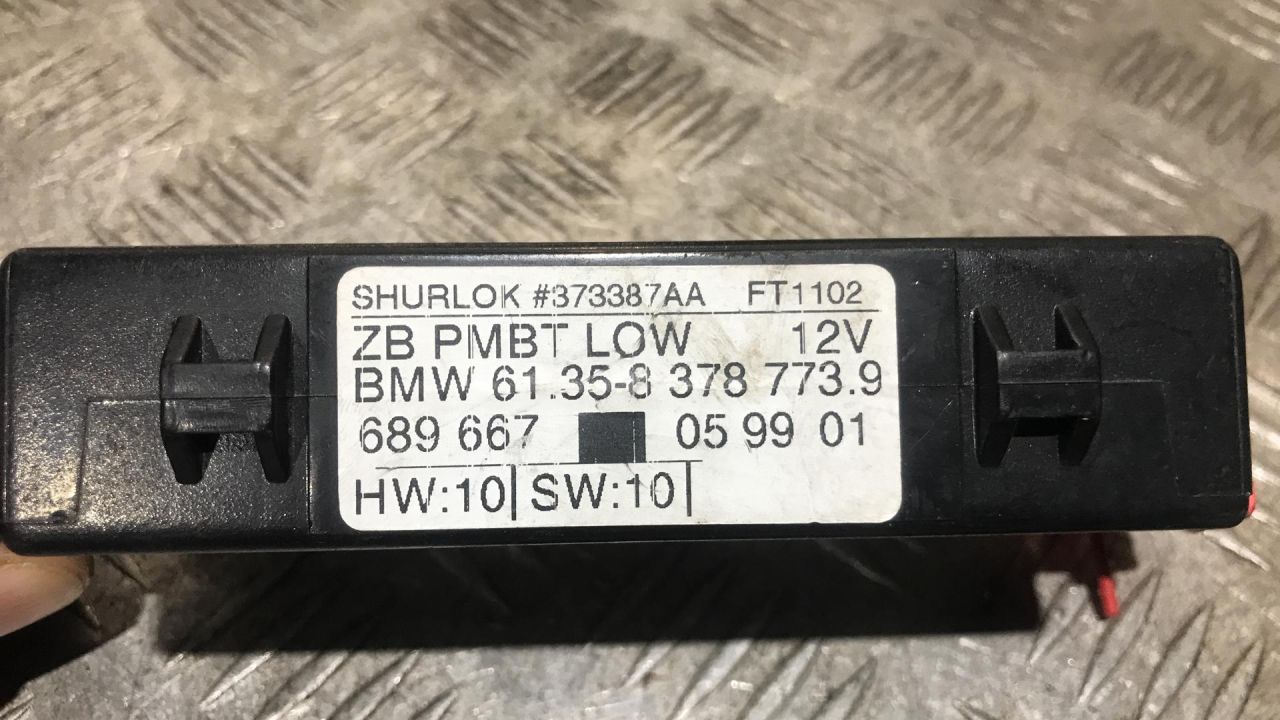 SHURLOK #373387AA FT1102
ZB PMBT LOW 12V
BMW 61.35-8 378 773.9
689 667 05 99 01
HW:10| SW:10|